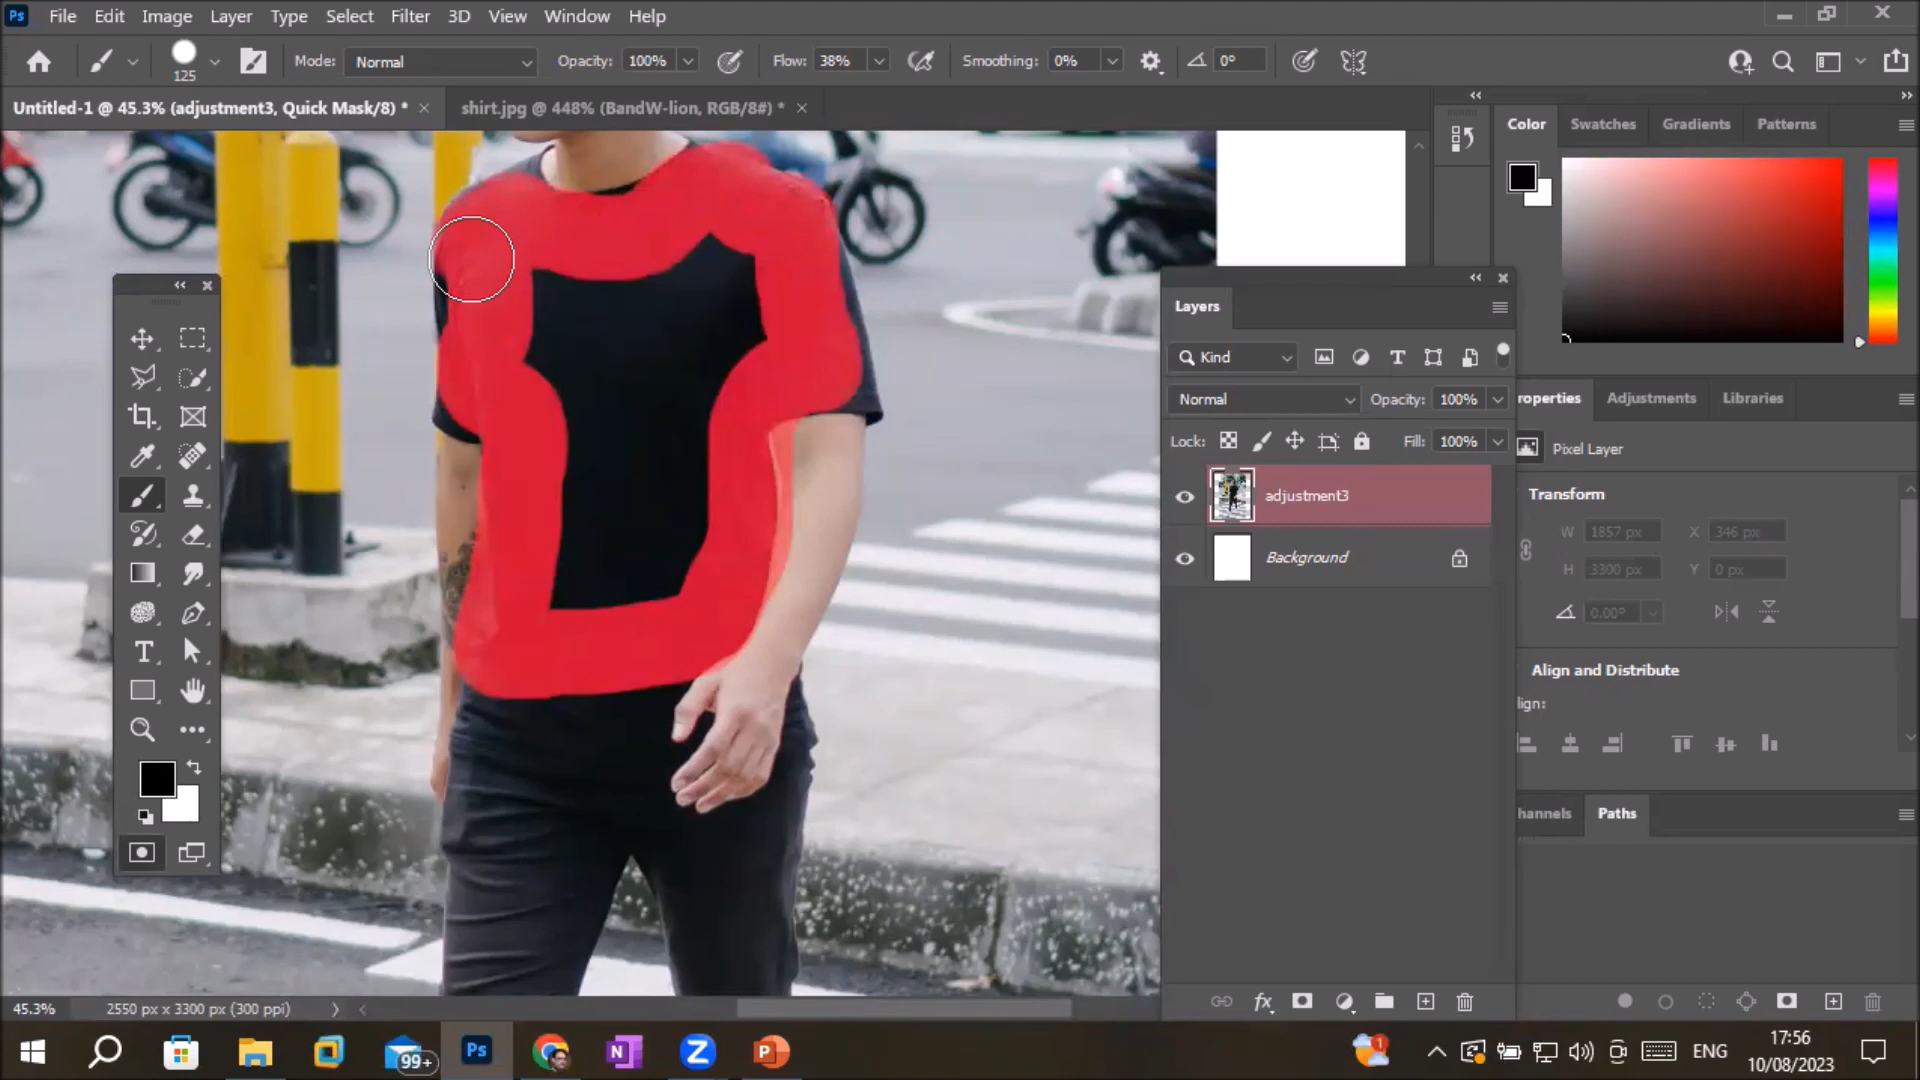 Ps File Edit Image Layer Type Select Filter 3D View Window Help
125 Mode: Normal Opacity: 100% Flow: 38% Smoothing: 0% 0°
Untitled-1 @ 45.3% (adjustment3, Quick Mask/8) * shirt.jpg @ 448% (BandW-lion, RGB/8#) *
Color Swatches Gradients Patterns
Layers
Kind
Normal Opacity: 100%
Lock: Fill: 100%
adjustment3
Background
roperties Adjustments Libraries
Pixel Layer
Transform
W 1857 px X 346 px
H 3300 px Y 0 px
0.00°
Align and Distribute
lign:
hannels Paths
45.3% 2550 px x 3300 px (300 ppi)
99+ Ps N Z P 1 ENG 17:56
10/08/2023